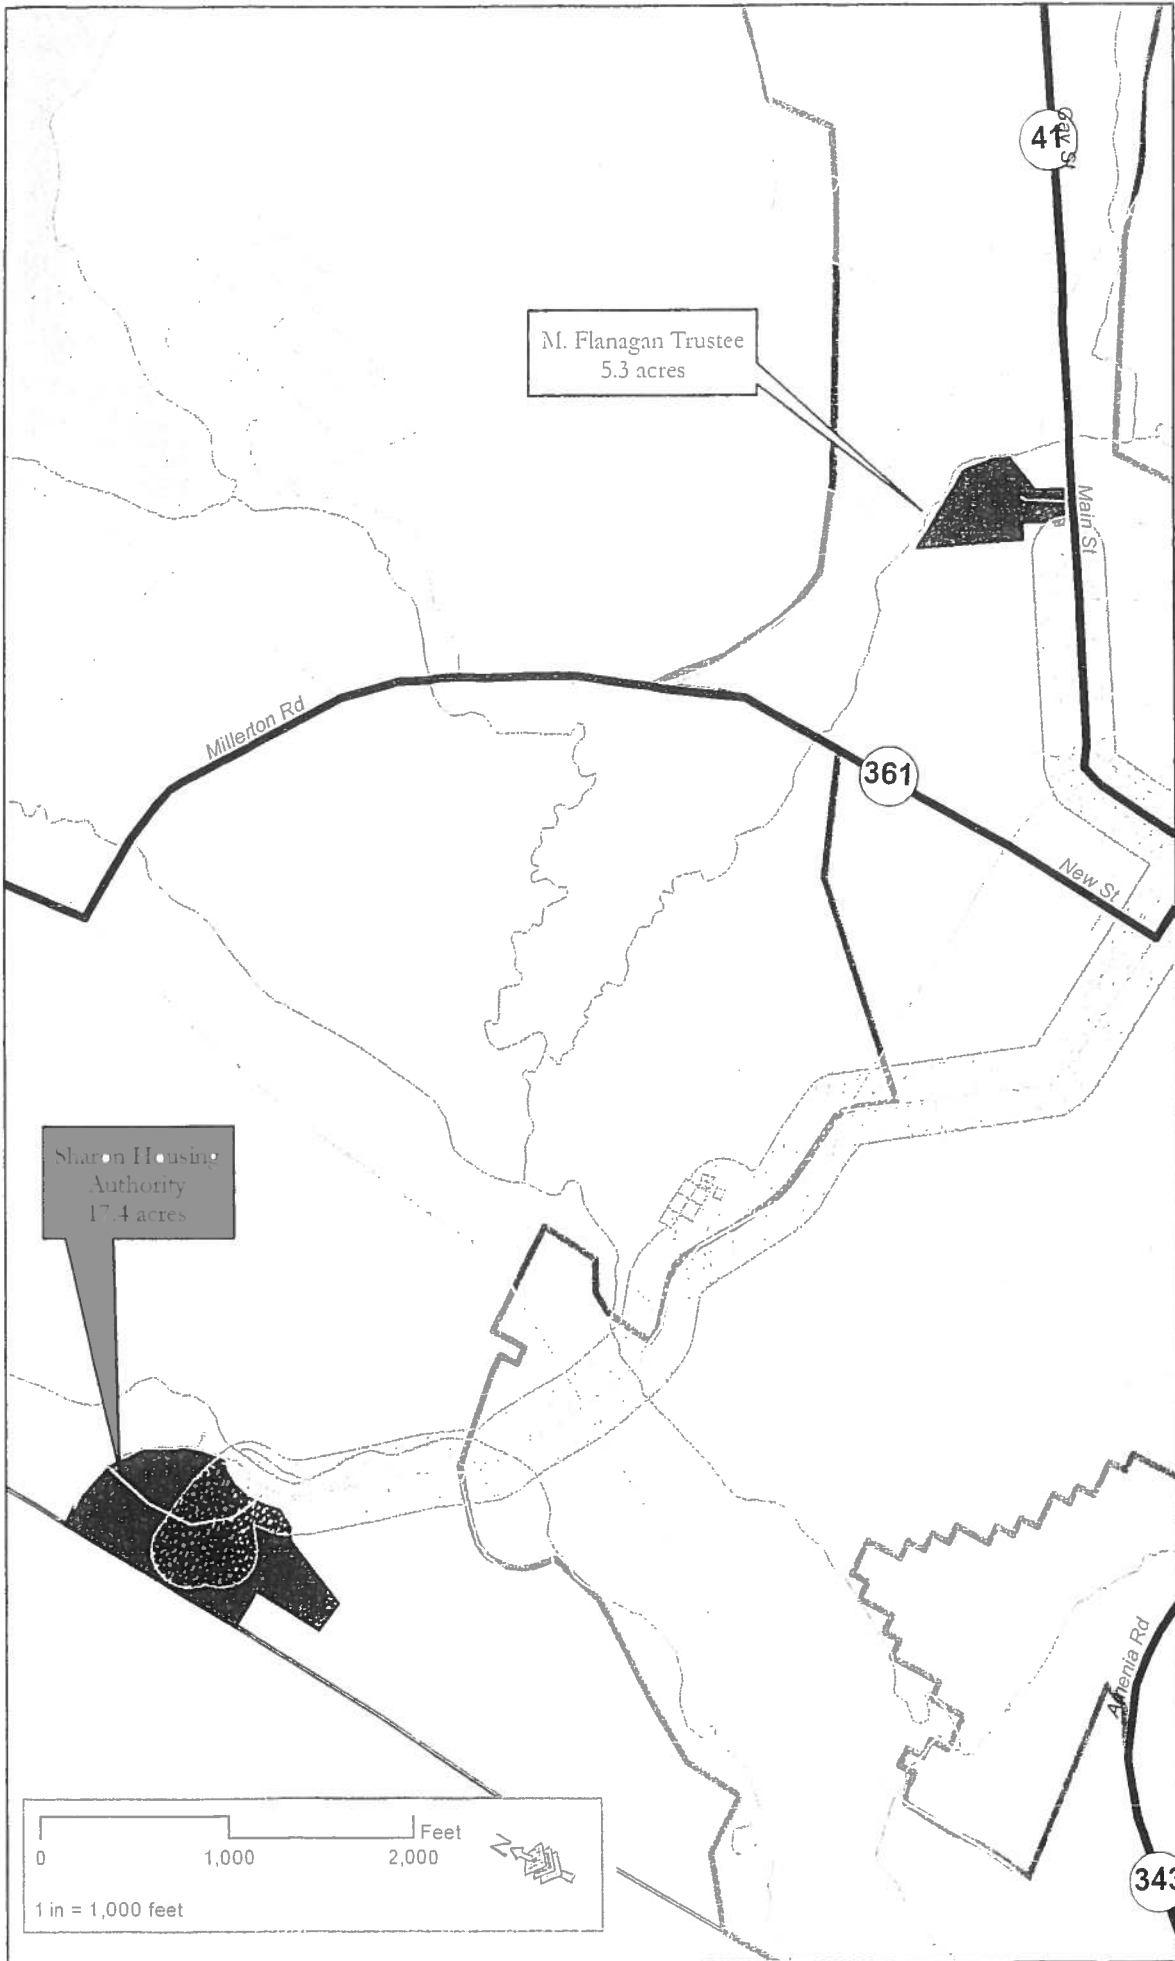 41
Gay St
M. Flanagan Trustee
5.3 acres
Main St
Millerton Rd
361
New St
Sharon Housing
Authority
17.4 acres
Amenia Rd
Feet
0
1,000
2,000
N
1 in = 1,000 feet
343